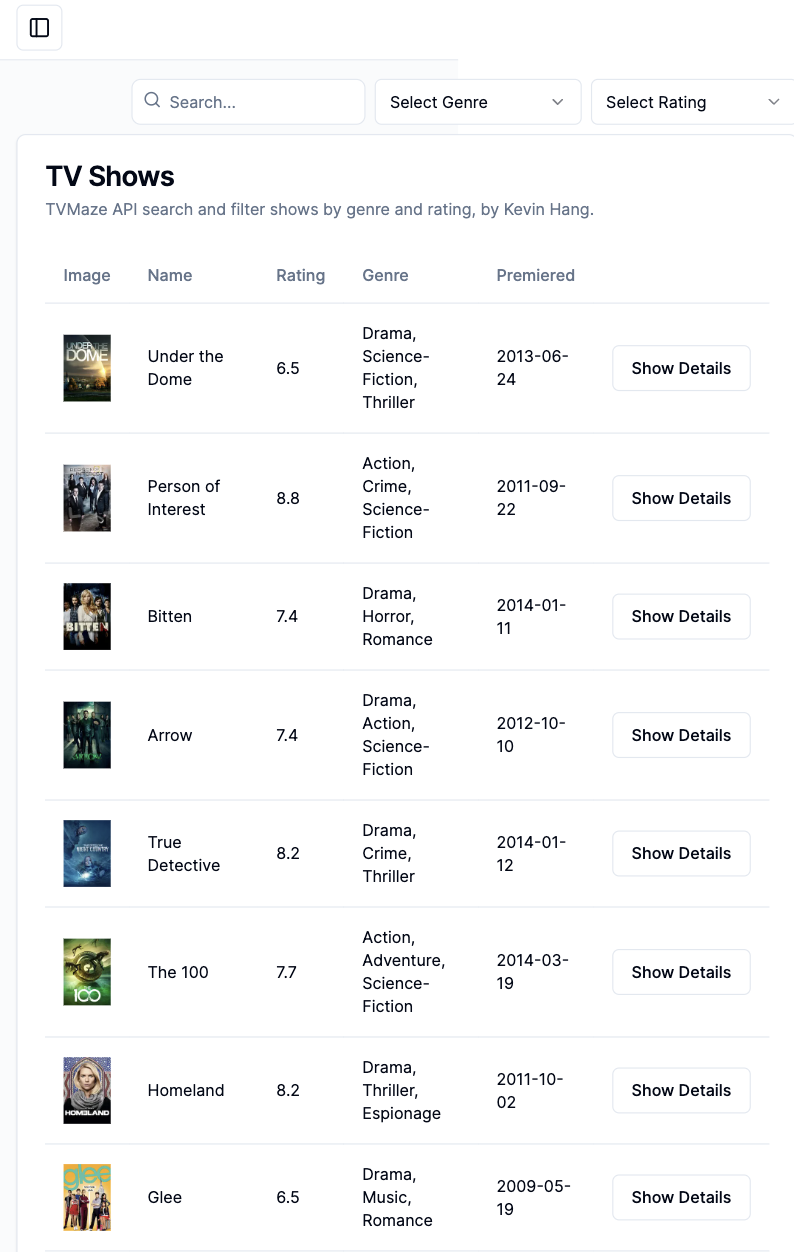 Search...
Select Genre
Select Rating
TV Shows
TVMaze API search and filter shows by genre and rating, by Kevin Hang.
Image Name Rating Genre Premiered
UNDER THE
DOME
Under the
Dome
6.5
Drama,
Science-
Fiction,
Thriller
2013-06-
24
Show Details
Person of
Interest
8.8
Action,
Crime,
Science-
Fiction
2011-09-
22
Show Details
BITTEN
Bitten
7.4
Drama,
Horror,
Romance
2014-01-
11
Show Details
ARROW
Arrow
7.4
Drama,
Action,
Science-
Fiction
2012-10-
10
Show Details
NIGHT COUNTRY
True
Detective
8.2
Drama,
Crime,
Thriller
2014-01-
12
Show Details
100
The 100
7.7
Action,
Adventure,
Science-
Fiction
2014-03-
19
Show Details
HOMELAND
Homeland
8.2
Drama,
Thriller,
Espionage
2011-10-
02
Show Details
glee
Glee
6.5
Drama,
Music,
Romance
2009-05-
19
Show Details